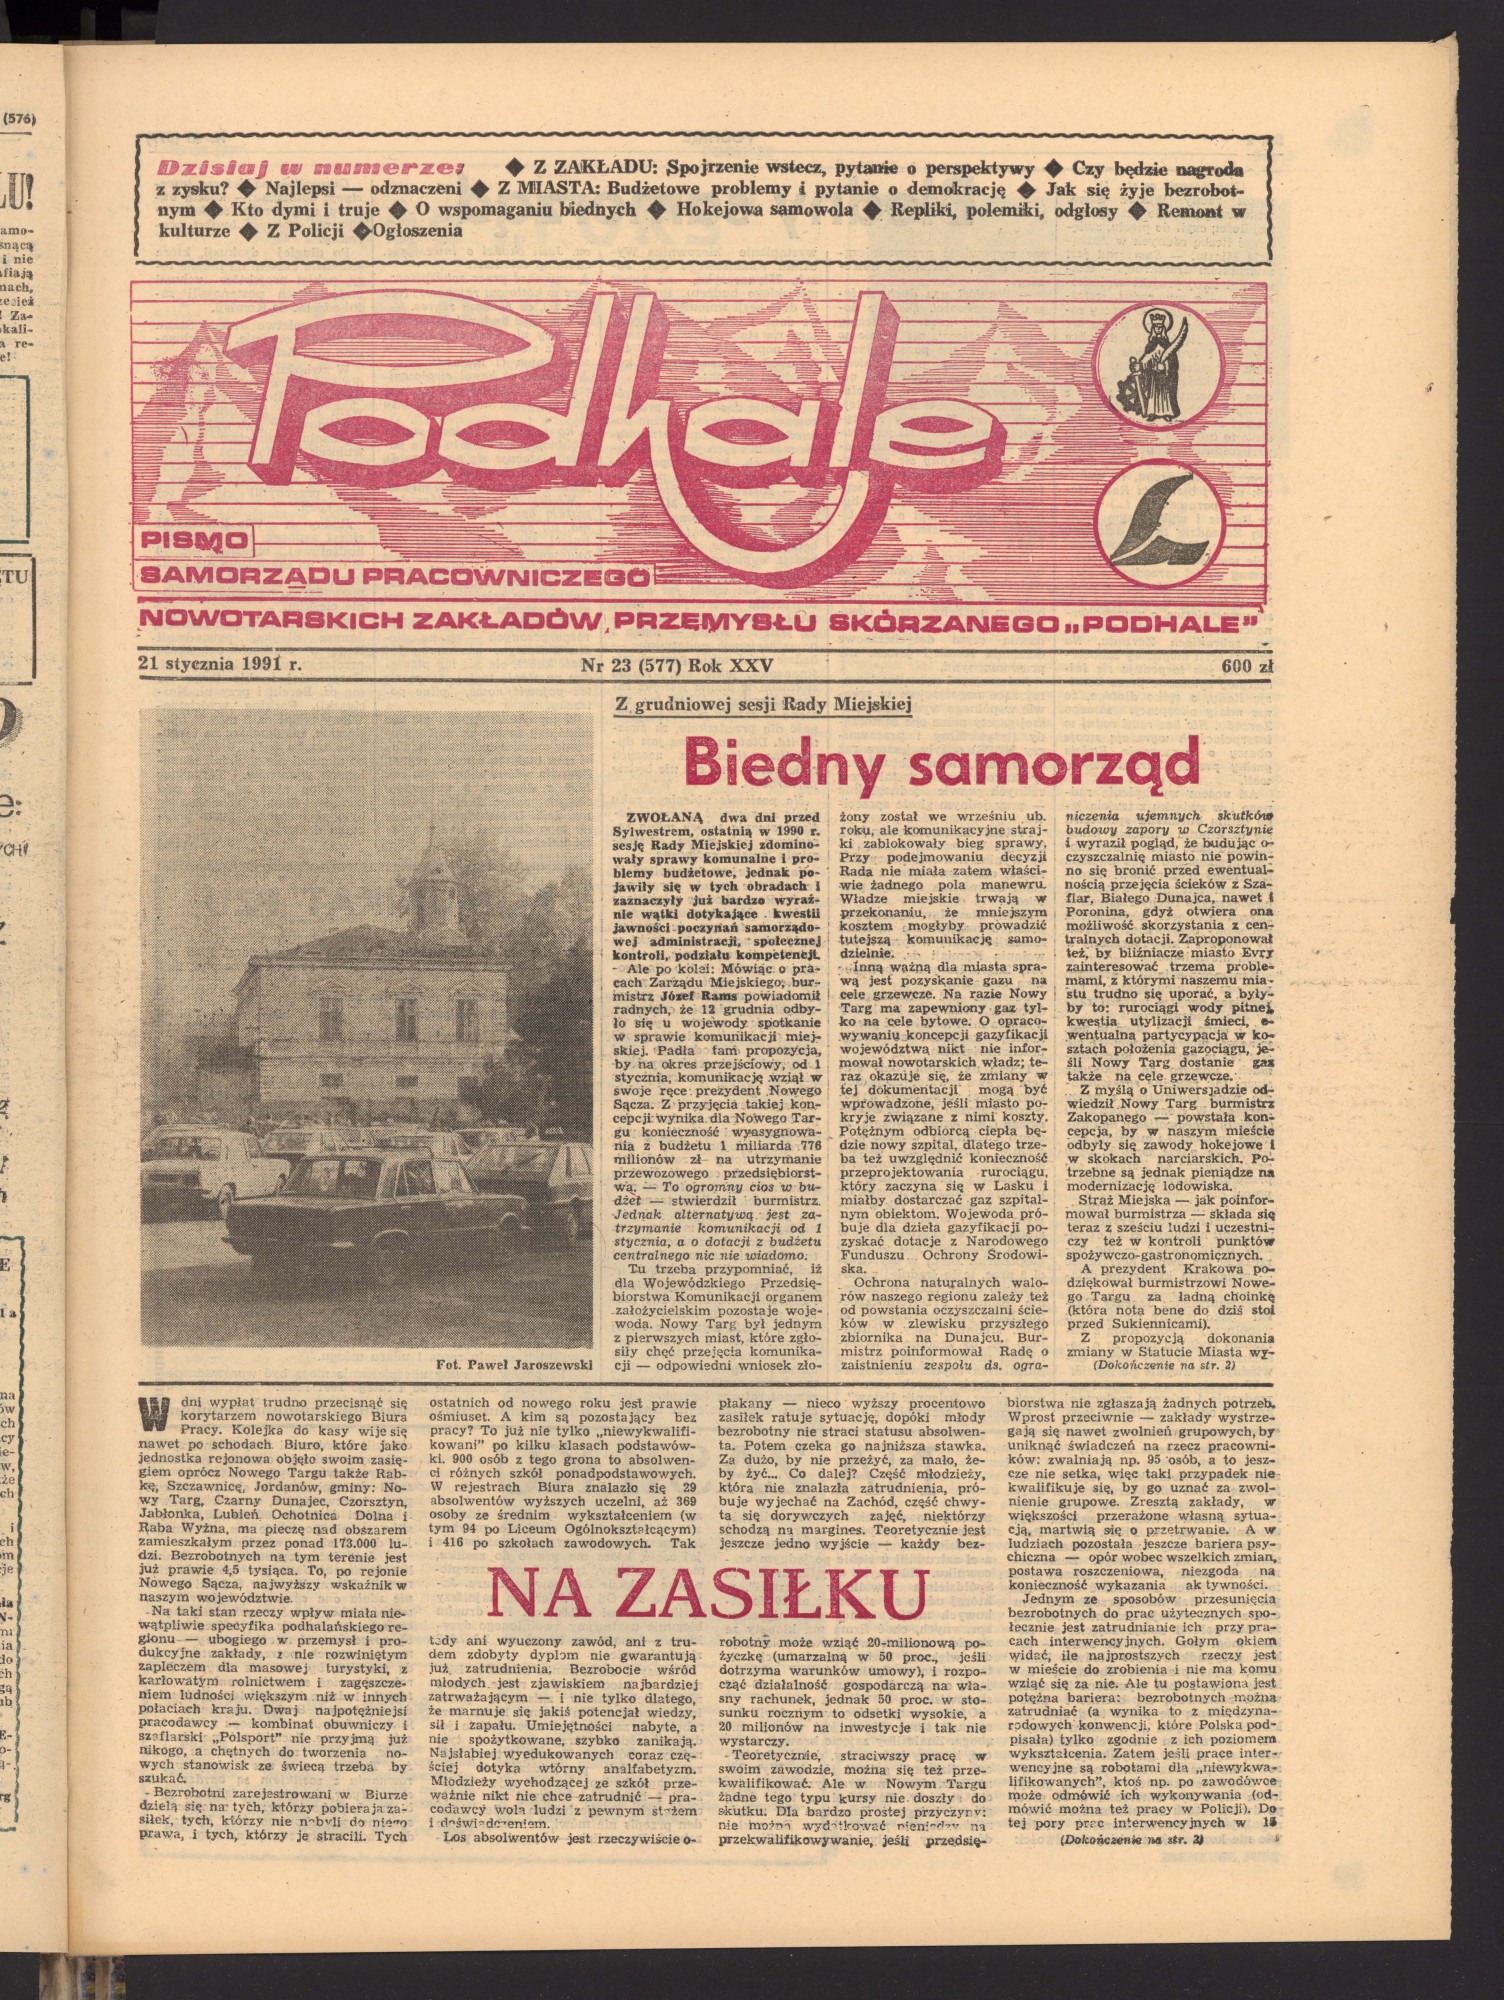 Dzisiaj w numerze: ◆ Z ZAKŁADU: Spojrzenie wstecz, pytanie o perspektywy ◆ Czy będzie nagroda
z zysku? ◆ Najlepsi — odznaczeni ◆ Z MIASTA: Budżetowe problemy i pytanie o demokrację ◆ Jak się żyje bezrobot-
nym ◆ Kto dymi i truje ◆ O wspomaganiu biednych ◆ Hokejowa samowola ◆ Repliki, polemiki, odgłosy ◆ Remont w
kulturze ◆ Z Policji ◆Ogłoszenia
Podhale
PISMO
SAMORZĄDU PRACOWNICZEGO
NOWOTARSKICH ZAKŁADÓW PRZEMYSŁU SKÓRZANEGO „PODHALE"
21 stycznia 1991 r.
Nr 23 (577) Rok XXV
600 zł
Z grudniowej sesji Rady Miejskiej
Biedny samorząd
ZWOŁANĄ dwa dni przed
Sylwestrem, ostatnią w 1990 r.
sesję Rady Miejskiej zdomino-
wały sprawy komunalne i pro-
blemy budżetowe, jednak po-
jawiły się w tych obradach i
zaznaczyły już bardzo wyraź-
nie wątki dotykające kwestii
jawności poczynań samorządo-
wej administracji, społecznej
kontroli, podziału kompetencji.
Ale po kolei: Mówiąc o pra-
cach Zarządu Miejskiego, bur-
mistrz Józef Rams powiadomił
radnych, że 12 grudnia odby-
ło się u wojewody spotkanie
w sprawie komunikacji miej-
skiej. Padła tam propozycja,
by na okres przejściowy, od 1
stycznia, komunikację wziął w
swoje ręce prezydent Nowego
Sącza. Z przyjęcia takiej kon-
cepcji wynika dla Nowego Tar-
gu konieczność wyasygnowa-
nia z budżetu 1 miliarda 776
milionów zł na utrzymanie
przewozowego przedsiębiorst-
wa. — To ogromny cios w bu-
dżet — stwierdził burmistrz.
Jednak alternatywą jest za-
trzymanie komunikacji od 1
stycznia, a o dotacji z budżetu
centralnego nic nie wiadomo.
Tu trzeba przypomnieć, iż
dla Wojewódzkiego Przedsię-
biorstwa Komunikacji organem
założycielskim pozostaje woje-
woda. Nowy Targ był jednym
z pierwszych miast, które zgło-
siły chęć przejęcia komunika-
cji — odpowiedni wniosek zło-
żony został we wrześniu ub.
roku, ale komunikacyjne straj-
ki zablokowały bieg sprawy.
Przy podejmowaniu decyzji
Rada nie miała zatem właści-
wie żadnego pola manewru.
Władze miejskie trwają w
przekonaniu, że mniejszym
kosztem mogłyby prowadzić
tutejszą komunikację samo-
dzielnie.
Inną ważną dla miasta spra-
wą jest pozyskanie gazu na
cele grzewcze. Na razie Nowy
Targ ma zapewniony gaz tyl-
ko na cele bytowe. O opraco-
wywaniu koncepcji gazyfikacji
województwa nikt nie infor-
mował nowotarskich władz; te-
raz okazuje się, że zmiany w
tej dokumentacji mogą być
wprowadzone, jeśli miasto po-
kryje związane z nimi koszty.
Potężnym odbiorcą ciepła bę-
dzie nowy szpital, dlatego trze-
ba też uwzględnić konieczność
przeprojektowania rurociągu,
który zaczyna się w Lasku i
miałby dostarczać gaz szpital-
nym obiektom. Wojewoda pró-
buje dla dzieła gazyfikacji po-
zyskać dotacje z Narodowego
Funduszu Ochrony Środowi-
ska.
Ochrona naturalnych walo-
rów naszego regionu zależy też
od powstania oczyszczalni ście-
ków w zlewisku przyszłego
zbiornika na Dunajcu. Bur-
mistrz poinformował Radę o
zaistnieniu zespołu ds. ogra-
niczenia ujemnych skutków
budowy zapory w Czorsztynie
i wyraził pogląd, że budując o-
czyszczalnię miasto nie powin-
no się bronić przed ewentual-
nością przejęcia ścieków z Sza-
flar, Białego Dunajca, nawet i
Poronina, gdyż otwiera ona
możliwość skorzystania z cen-
tralnych dotacji. Zaproponował
też, by bliźniacze miasto Evry
zainteresować trzema proble-
mami, z którymi naszemu mia-
stu trudno się uporać, a były-
by to: rurociągi wody pitnej,
kwestia utylizacji śmieci, e-
wentualna partycypacja w ko-
sztach położenia gazociągu, je-
śli Nowy Targ dostanie gaz
także na cele grzewcze.
Z myślą o Uniwersjadzie od-
wiedził Nowy Targ burmistrz
Zakopanego — powstała kon-
cepcja, by w naszym mieście
odbyły się zawody hokejowe i
w skokach narciarskich. Po-
trzebne są jednak pieniądze na
modernizację lodowiska.
Straż Miejska — jak poinfor-
mował burmistrza — składa się
teraz z sześciu ludzi i uczestni-
czy też w kontroli punktów
spożywczo-gastronomicznych.
A prezydent Krakowa po-
dziękował burmistrzowi Nowe-
go Targu za ładną choinkę
(która nota bene do dziś stoi
przed Sukiennicami).
Z propozycją dokonania
zmiany w Statucie Miasta wy-
(Dokończenie na str. 2)
Fot. Paweł Jaroszewski
NA ZASIŁKU
W dni wypłat trudno przecisnąć się
korytarzem nowotarskiego Biura
Pracy. Kolejka do kasy wije się
nawet po schodach. Biuro, które jako
jednostka rejonowa objęło swoim zasię-
giem oprócz Nowego Targu także Rab-
kę, Szczawnicę, Jordanów, gminy: No-
wy Targ, Czarny Dunajec, Czorsztyn,
Jabłonka, Lubień, Ochotnica Dolna i
Raba Wyżna, ma pieczę nad obszarem
zamieszkałym przez ponad 173.000 lu-
dzi. Bezrobotnych na tym terenie jest
już prawie 4,5 tysiąca. To, po rejonie
Nowego Sącza, najwyższy wskaźnik w
naszym województwie.
Na taki stan rzeczy wpływ miała nie-
wątpliwie specyfika podhalańskiego re-
gionu — ubogiego w przemysł i pro-
dukcyjne zakłady, z nie rozwiniętym
zapleczem dla masowej turystyki, z
karłowatym rolnictwem i zagęszcze-
niem ludności większym niż w innych
połaciach kraju. Dwaj najpotężniejsi
pracodawcy — kombinat obuwniczy i
szaflarski „Polsport" nie przyjmą już
nikogo, a chętnych do tworzenia no-
wych stanowisk ze świecą trzeba by
szukać.
Bezrobotni zarejestrowani w Biurze
dzielą się na tych, którzy pobierają za-
siłek, tych, którzy nie nabyli do niego
prawa, i tych, którzy je stracili. Tych
ostatnich od nowego roku jest prawie
ośmiuset. A kim są pozostający bez
pracy? To już nie tylko „niewykwalifi-
kowani" po kilku klasach podstawów-
ki. 900 osób z tego grona to absolwen-
ci różnych szkół ponadpodstawowych.
W rejestrach Biura znalazło się 29
absolwentów wyższych uczelni, aż 369
osoby ze średnim wykształceniem (w
tym 94 po Liceum Ogólnokształcącym)
i 416 po szkołach zawodowych. Tak
tedy ani wyuczony zawód, ani z tru-
dem zdobyty dyplom nie gwarantują
już zatrudnienia. Bezrobocie wśród
młodych jest zjawiskiem najbardziej
zatrważającym — i nie tylko dlatego,
że marnuje się jakiś potencjał wiedzy,
sił i zapału. Umiejętności nabyte, a
nie spożytkowane, szybko zanikają.
Najsłabiej wyedukowanych coraz czę-
ściej dotyka wtórny analfabetyzm.
Młodzieży wychodzącej ze szkół prze-
ważnie nikt nie chce zatrudnić — pra-
codawcy wolą ludzi z pewnym stażem
i doświadczeniem.
Los absolwentów jest rzeczywiście o-
płakany — nieco wyższy procentowo
zasiłek ratuje sytuację, dopóki młody
bezrobotny nie straci statusu absolwen-
ta. Potem czeka go najniższa stawka.
Za dużo, by nie przeżyć, za mało, że-
by żyć... Co dalej? Część młodzieży,
która nie znalazła zatrudnienia, pró-
buje wyjechać na Zachód, część chwy-
ta się dorywczych zajęć, niektórzy
schodzą na margines. Teoretycznie jest
jeszcze jedno wyjście — każdy bez-
robotny może wziąć 20-milionową po-
życzkę (umarzalną w 50 proc., jeśli
dotrzyma warunków umowy), i rozpo-
cząć działalność gospodarczą na wła-
sny rachunek, jednak 50 proc. w sto-
sunku rocznym to odsetki wysokie, a
20 milionów na inwestycje i tak nie
wystarczy.
Teoretycznie, straciwszy pracę w
swoim zawodzie, można się też prze-
kwalifikować. Ale w Nowym Targu
żadne tego typu kursy nie doszły do
skutku. Dla bardzo prostej przyczyny:
nie można wydatkować pieniędzy na
przekwalifikowywanie, jeśli przedsię-
biorstwa nie zgłaszają żadnych potrzeb.
Wprost przeciwnie — zakłady wystrze-
gają się nawet zwolnień grupowych, by
uniknąć świadczeń na rzecz pracowni-
ków: zwalniają np. 95 osób, a to jesz-
cze nie setka, więc taki przypadek nie
kwalifikuje się, by go uznać za zwol-
nienie grupowe. Zresztą zakłady, w
większości przerażone własną sytua-
cją, martwią się o przetrwanie. A w
ludziach pozostała jeszcze bariera psy-
chiczna — opór wobec wszelkich zmian,
postawa roszczeniowa, niezgoda na
konieczność wykazania aktywności.
Jednym ze sposobów przesunięcia
bezrobotnych do prac użytecznych spo-
łecznie jest zatrudnianie ich przy pra-
cach interwencyjnych. Gołym okiem
widać, ile najprostszych rzeczy jest
w mieście do zrobienia i nie ma komu
wziąć się za nie. Ale tu postawiona jest
potężna bariera: bezrobotnych można
zatrudniać (a wynika to z międzyna-
rodowych konwencji, które Polska pod-
pisała) tylko zgodnie z ich poziomem
wykształcenia. Zatem jeśli prace inter-
wencyjne są robotami dla „niewykwa-
lifikowanych", ktoś np. po zawodówce
może odmówić ich wykonywania (od-
mówić można też pracy w Policji). Do
tej pory prac interwencyjnych w 15
(Dokończenie na str. 2)
(576)